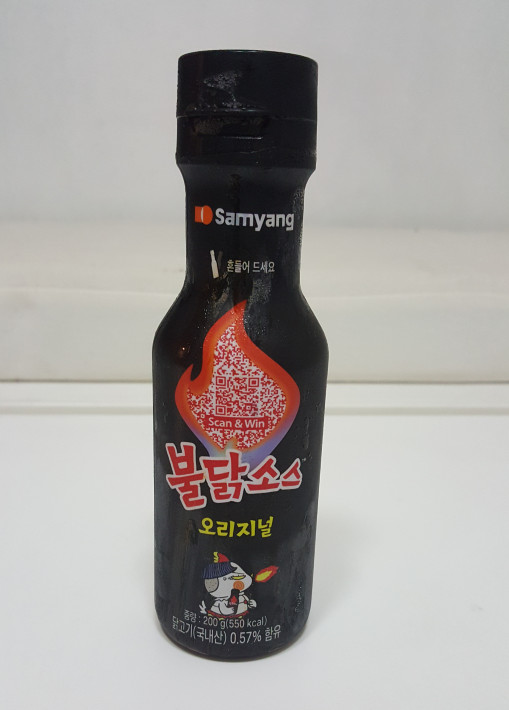 Samyang
흔들어 드세요
Scan & Win
불닭소스
오리지널
중량 : 200 g(550 kcal)
닭고기(국내산) 0.57% 함유